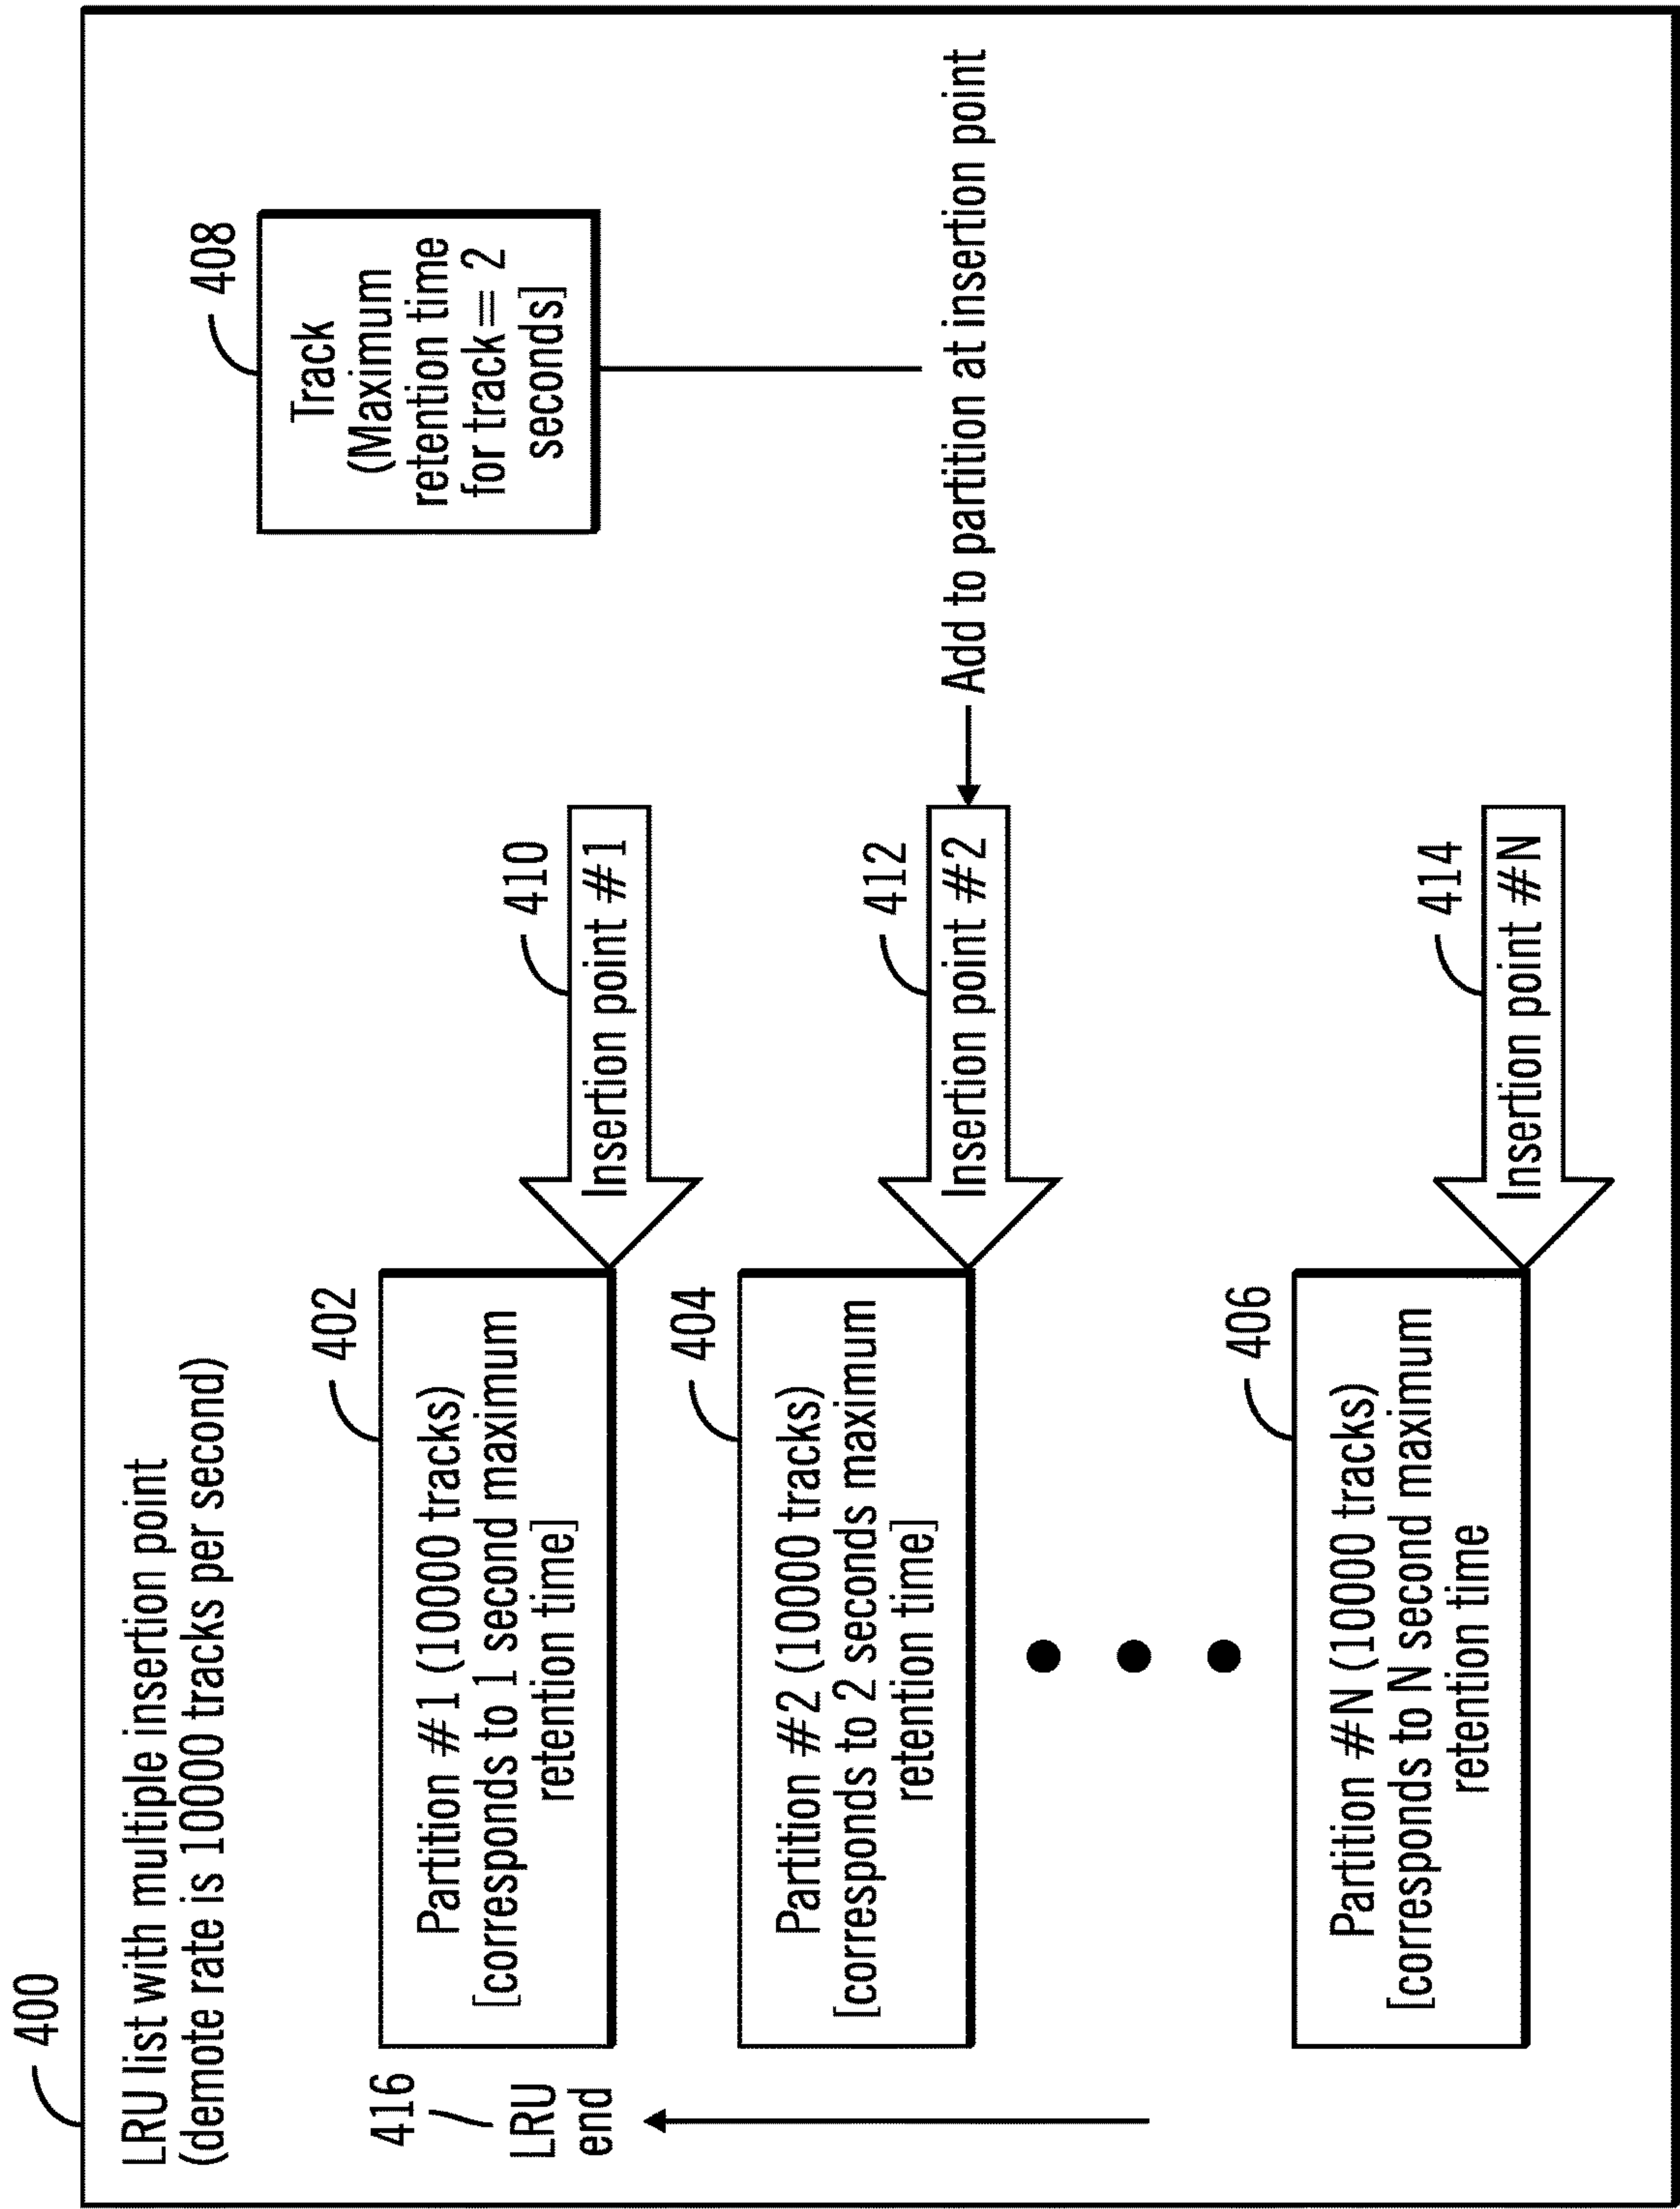 400
LRU list with multiple insertion point
(demote rate is 10000 tracks per second)
416
LRU
end
402
Partition #1 (10000 tracks)
[corresponds to 1 second maximum
retention time]
410
Insertion point #1
408
Track
(Maximum
retention time
for track = 2
seconds]
404
Partition #2 (10000 tracks)
[corresponds to 2 seconds maximum
retention time]
412
Insertion point #2
Add to partition at insertion point
406
Partition #N (10000 tracks)
[corresponds to N second maximum
retention time
414
Insertion point #N